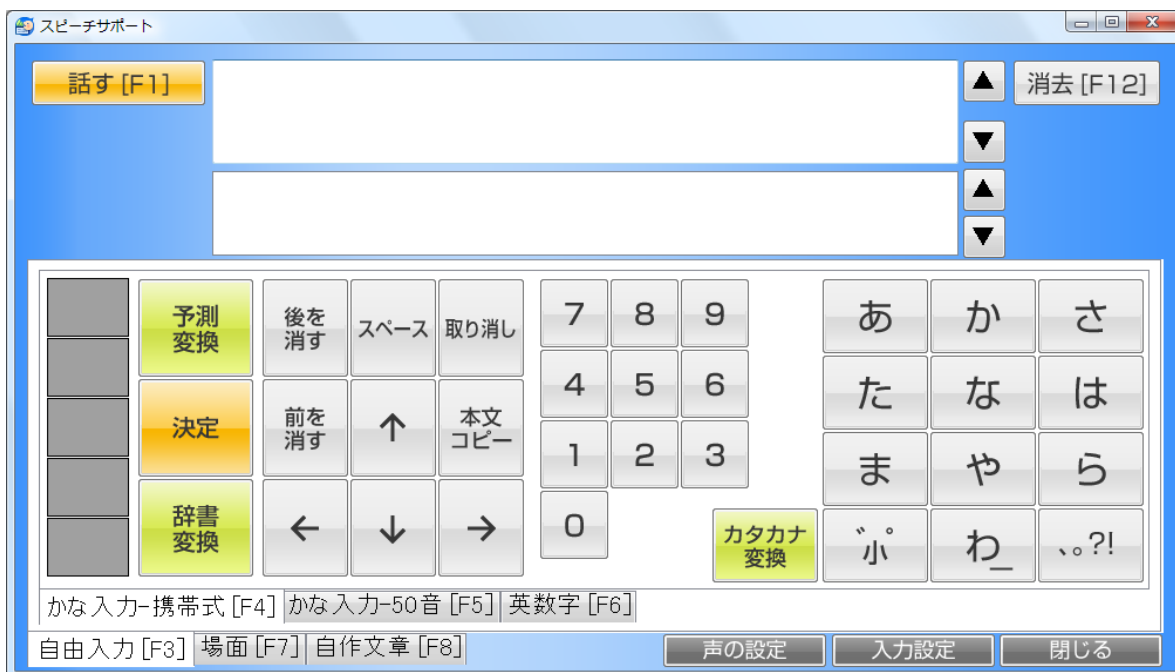 スピーチサポート
話す [F1]
▲
消去 [F12]
▼
▲
▼
予測
変換
後を
消す
スペース
取り消し
7
8
9
あ
か
さ
決定
前を
消す
↑
本文
コピー
4
5
6
た
な
は
1
2
3
ま
や
ら
辞書
変換
←
↓
→
0
カタカナ
変換
゛゜
小
わ_
、。?!
かな入力-携帯式 [F4]
かな入力-50音 [F5]
英数字 [F6]
自由入力 [F3]
場面 [F7]
自作文章 [F8]
声の設定
入力設定
閉じる